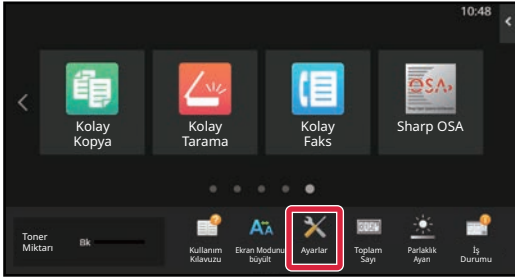 10:48
Kolay
Kopya
Kolay
Tarama
Kolay
Faks
Sharp OSA
OSA
Toner
Miktarı
Bk
Kullanım
Kılavuzu
Ekran Modunu
büyült
Ayarlar
Toplam
Sayı
Parlaklık
Ayarı
İş
Durumu